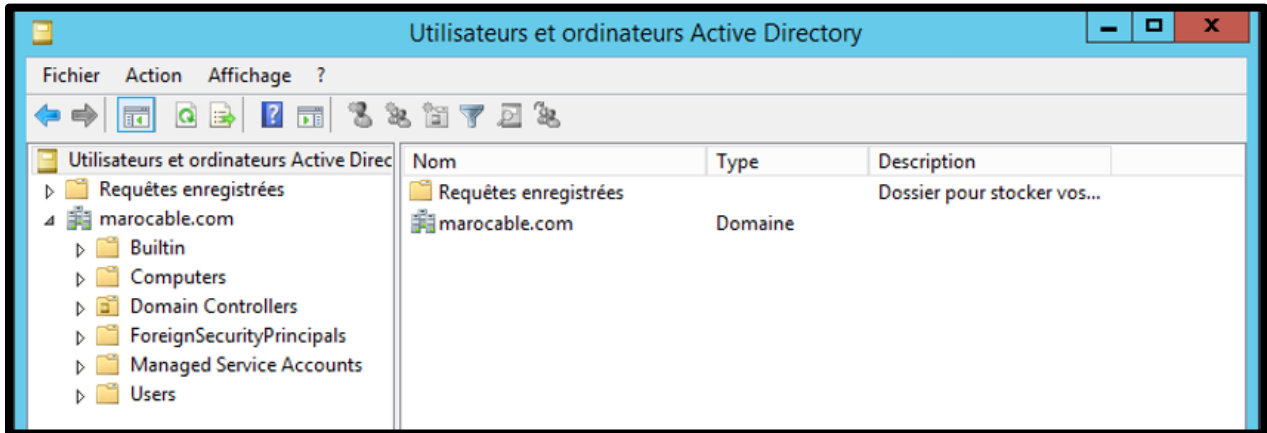 Utilisateurs et ordinateurs Active Directory
Fichier Action Affichage ?
Utilisateurs et ordinateurs Active Direc
Requêtes enregistrées
marocable.com
Builtin
Computers
Domain Controllers
ForeignSecurityPrincipals
Managed Service Accounts
Users
Nom Type Description
Requêtes enregistrées Dossier pour stocker vos...
marocable.com Domaine